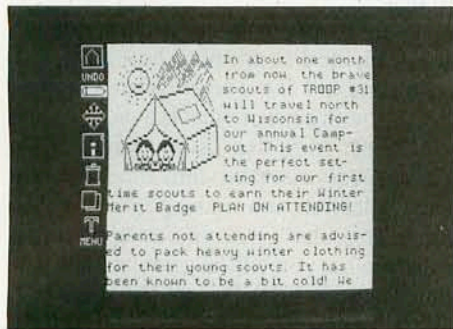 UNDO
In about one month
from now, the brave
scouts of TROOP #31
will travel north
to Wisconsin for
our annual Camp-
out. This event is
the perfect set-
ting for our first
time scouts to earn their Winter
Merit Badge. PLAN ON ATTENDING!
MENU
Parents not attending are advis-
ed to pack heavy winter clothing
for their young scouts. It has
been known to be a bit cold! We